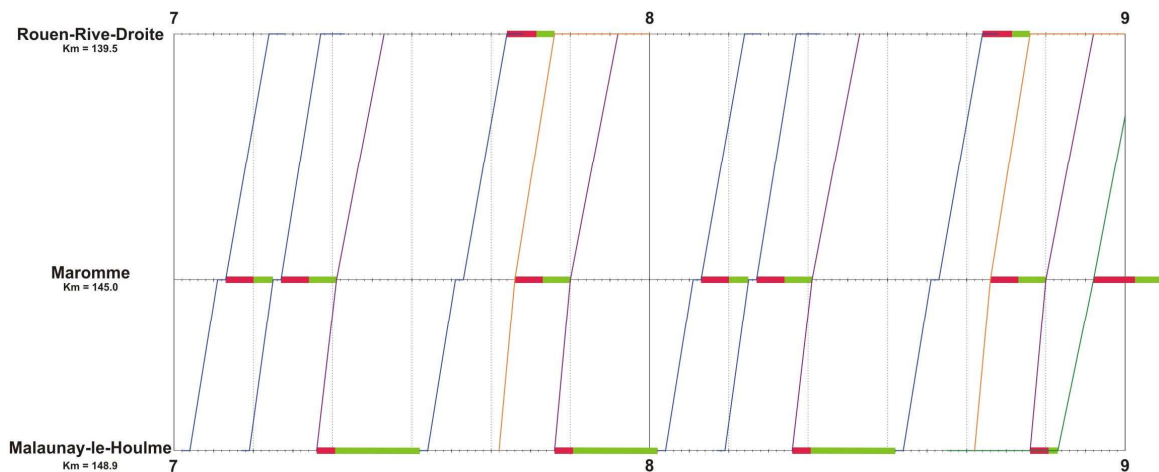 7 8 9
Rouen-Rive-Droite
Km = 139.5
Maromme
Km = 145.0
Malaunay-le-Houlme
Km = 148.9
7 8 9